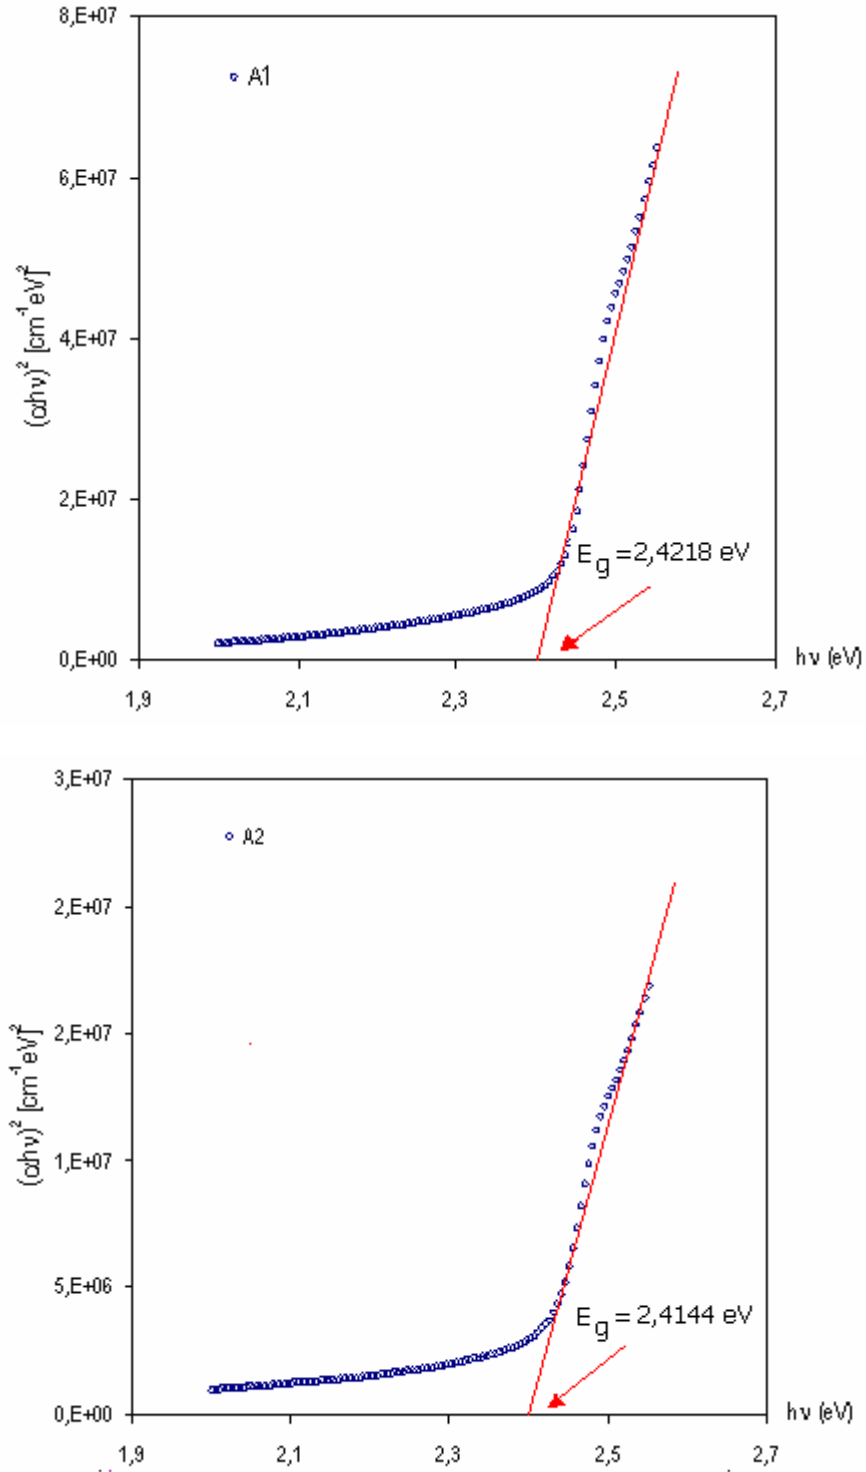 8,E+07
A1
6,E+07
(αhν)² [cm⁻¹eV]²
4,E+07
2,E+07
E g = 2,4218 eV
0,E+00
hν (eV)
1,9 2,1 2,3 2,5 2,7
3,E+07
A2
2,E+07
(αhν)² [cm⁻¹eV]²
2,E+07
1,E+07
5,E+06
E g = 2,4144 eV
0,E+00
hν (eV)
1,9 2,1 2,3 2,5 2,7